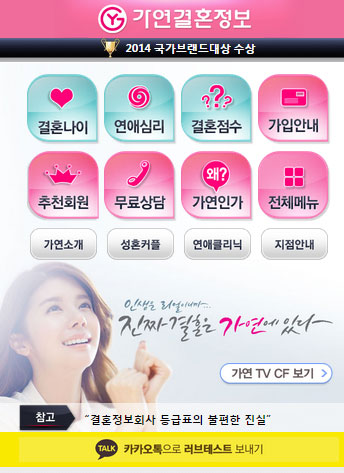 가연결혼정보
2014 국가브랜드대상 수상
결혼나이 연애심리 결혼점수 가입안내
???
왜?
추천회원 무료상담 가연인가 전체메뉴
가연소개 성혼커플 연애클리닉 지점안내
인생을 리얼이니까...
진짜 결혼은 가연에 있다
가연 TV CF 보기 >
참고 "결혼정보회사 등급표의 불편한 진실"
TALK 카카오톡으로 러브테스트 보내기